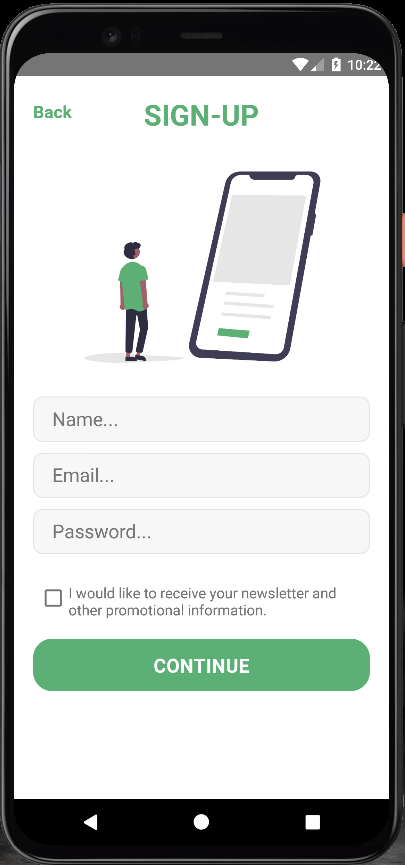 10:22
Back
SIGN-UP
Name...
Email...
Password...
I would like to receive your newsletter and
other promotional information.
CONTINUE